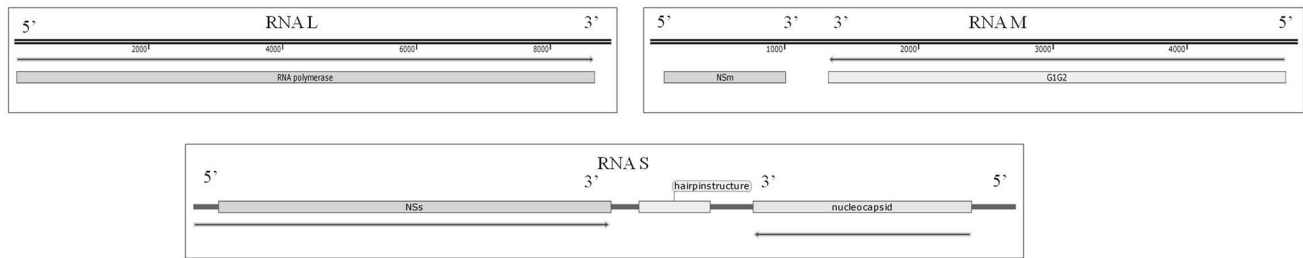 5’ RNA L 3’
2000 4000 6000 8000
RNA polymerase
5’ 3’ 3’ RNA M 5’
1000 2000 3000 4000
NSm G1G2
RNA S
5’ 3’ hairpinstructure 3’ 5’
NSs nucleocapsid